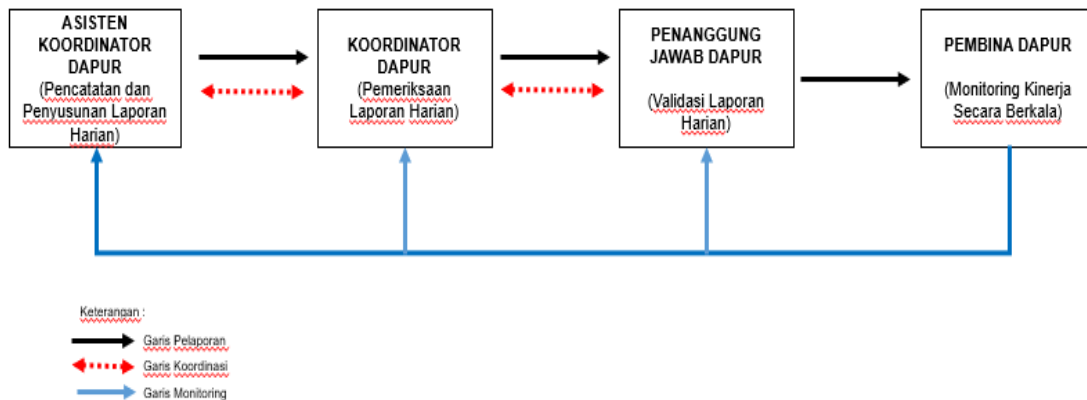 ASISTEN
KOORDINATOR
DAPUR
(Pencatatan dan
Penyusunan Laporan
Harian)
KOORDINATOR
DAPUR
(Pemeriksaan
Laporan Harian)
PENANGGUNG
JAWAB DAPUR
(Validasi Laporan
Harian)
PEMBINA DAPUR
(Monitoring Kinerja
Secara Berkala)
Keterangan :
Garis Pelaporan
Garis Koordinasi
Garis Monitoring